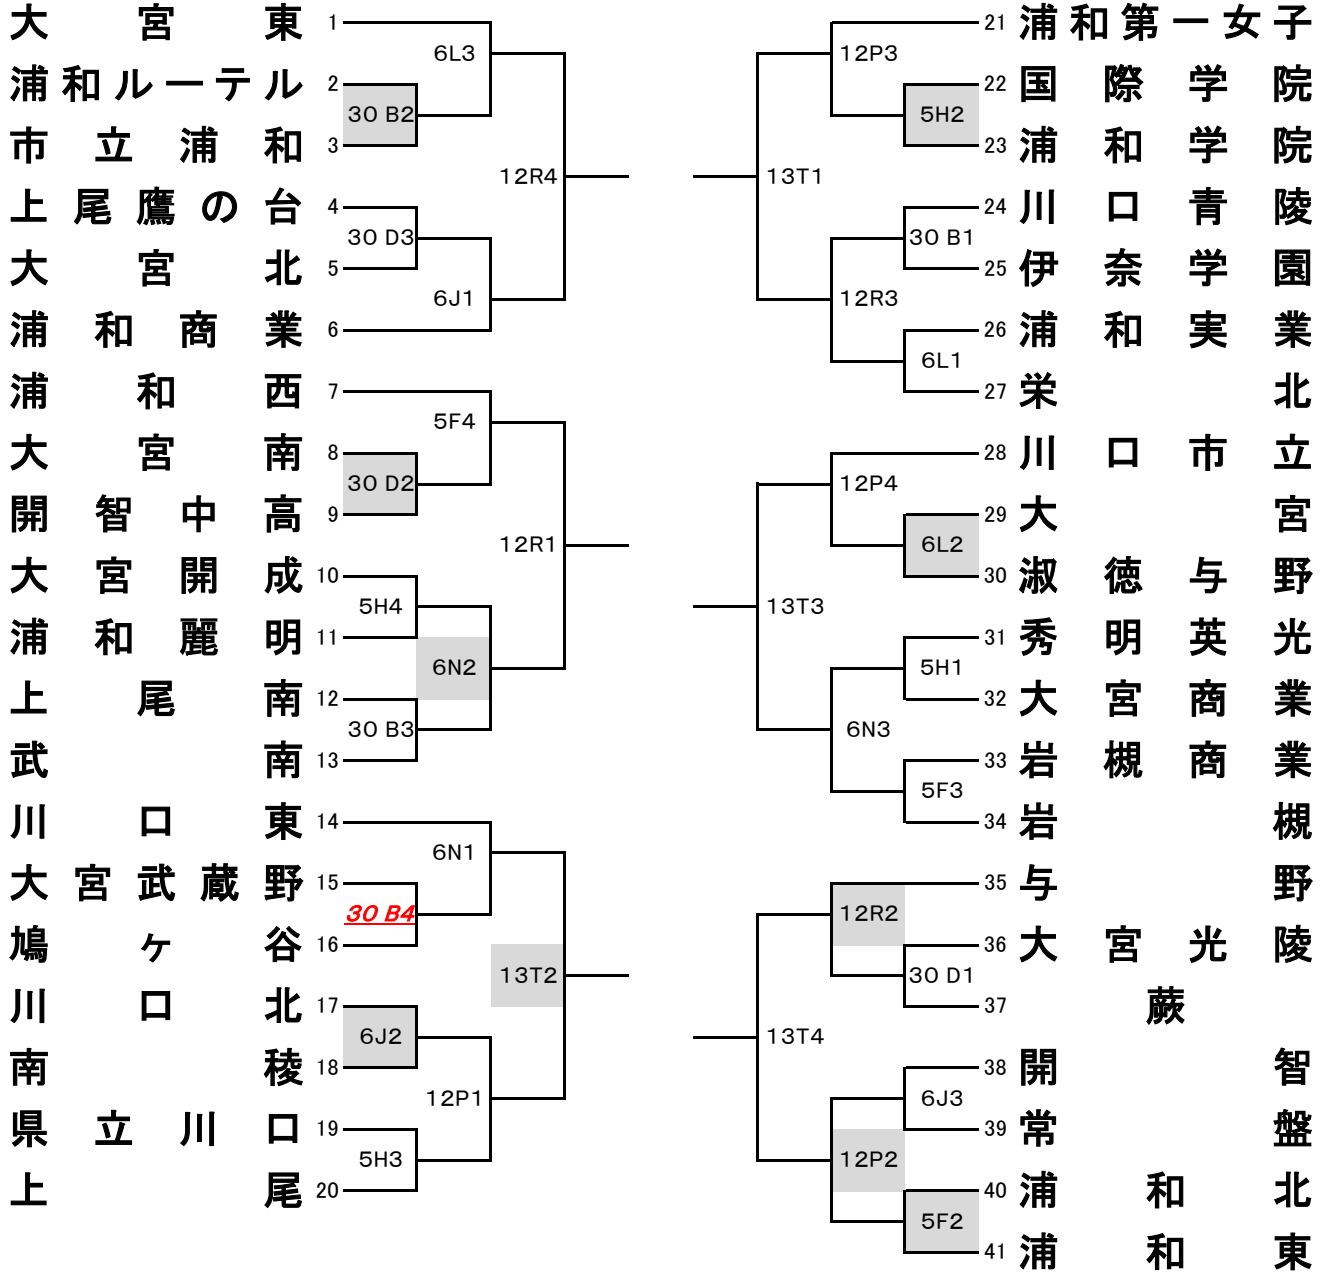 大宮東 1
6L3
浦和ルーテル 2
30 B2
市立浦和 3
12R4
上尾鷹の台 4
30 D3
大宮北 5
6J1
浦和商業 6
浦和西 7
5F4
大宮南 8
30 D2
開智中高 9
12R1
大宮開成 10
5H4
浦和麗明 11
6N2
上尾南 12
30 B3
武南 13
川口東 14
6N1
大宮武蔵野 15
30 B4
鳩ヶ谷 16
13T2
川口北 17
6J2
南稜 18
12P1
県立川口 19
5H3
上尾 20
21 浦和第一女子
12P3
22 国際学院
5H2
23 浦和学院
13T1
24 川口青陵
30 B1
25 伊奈学園
12R3
26 浦和実業
6L1
27 栄北
28 川口市立
12P4
29 大宮
6L2
30 淑徳与野
13T3
31 秀明英光
5H1
32 大宮商業
6N3
33 岩槻商業
5F3
34 岩槻
35 与野
12R2
36 大宮光陵
30 D1
37 蕨
13T4
38 開智
6J3
39 常盤
12P2
40 浦和北
5F2
41 浦和東